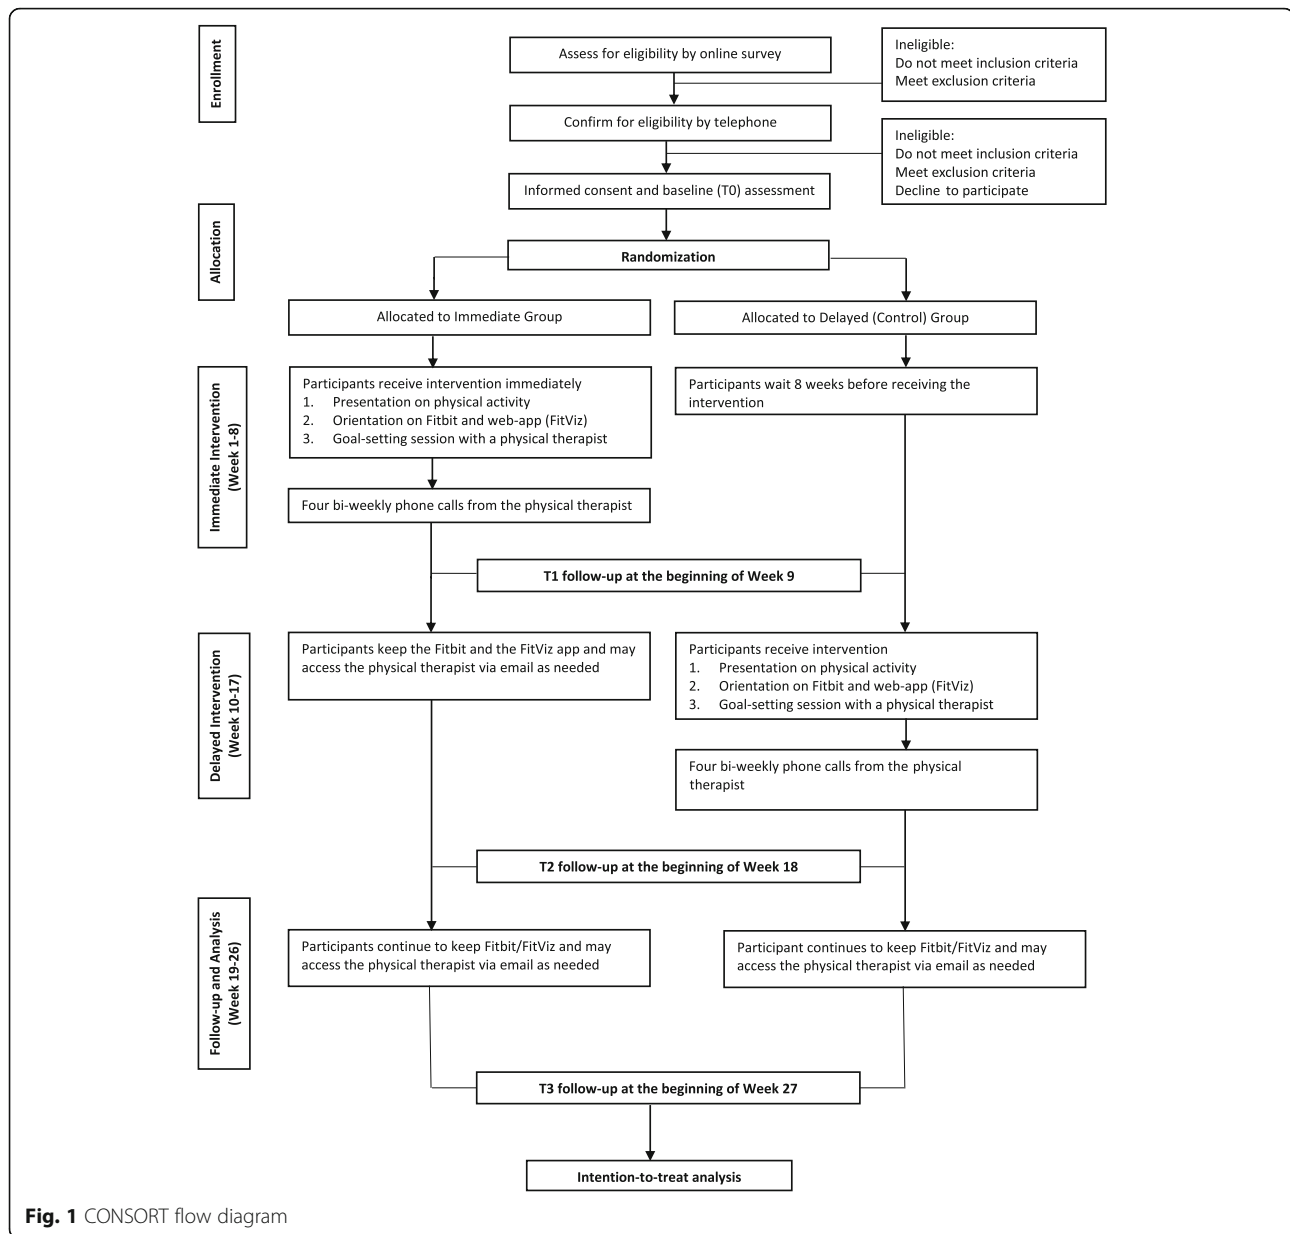 Enrollment
Assess for eligibility by online survey
Ineligible:
Do not meet inclusion criteria
Meet exclusion criteria
Confirm for eligibility by telephone
Ineligible:
Do not meet inclusion criteria
Meet exclusion criteria
Decline to participate
Informed consent and baseline (T0) assessment
Allocation
Randomization
Allocated to Immediate Group
Allocated to Delayed (Control) Group
Immediate Intervention
(Week 1-8)
Participants receive intervention immediately
1. Presentation on physical activity
2. Orientation on Fitbit and web-app (FitViz)
3. Goal-setting session with a physical therapist
Participants wait 8 weeks before receiving the
intervention
Four bi-weekly phone calls from the physical therapist
T1 follow-up at the beginning of Week 9
Delayed Intervention
(Week 10-17)
Participants keep the Fitbit and the FitViz app and may
access the physical therapist via email as needed
Participants receive intervention
1. Presentation on physical activity
2. Orientation on Fitbit and web-app (FitViz)
3. Goal-setting session with a physical therapist
Four bi-weekly phone calls from the physical
therapist
T2 follow-up at the beginning of Week 18
Follow-up and Analysis
(Week 19-26)
Participants continue to keep Fitbit/FitViz and may
access the physical therapist via email as needed
Participant continues to keep Fitbit/FitViz and may
access the physical therapist via email as needed
T3 follow-up at the beginning of Week 27
Intention-to-treat analysis
Fig. 1 CONSORT flow diagram